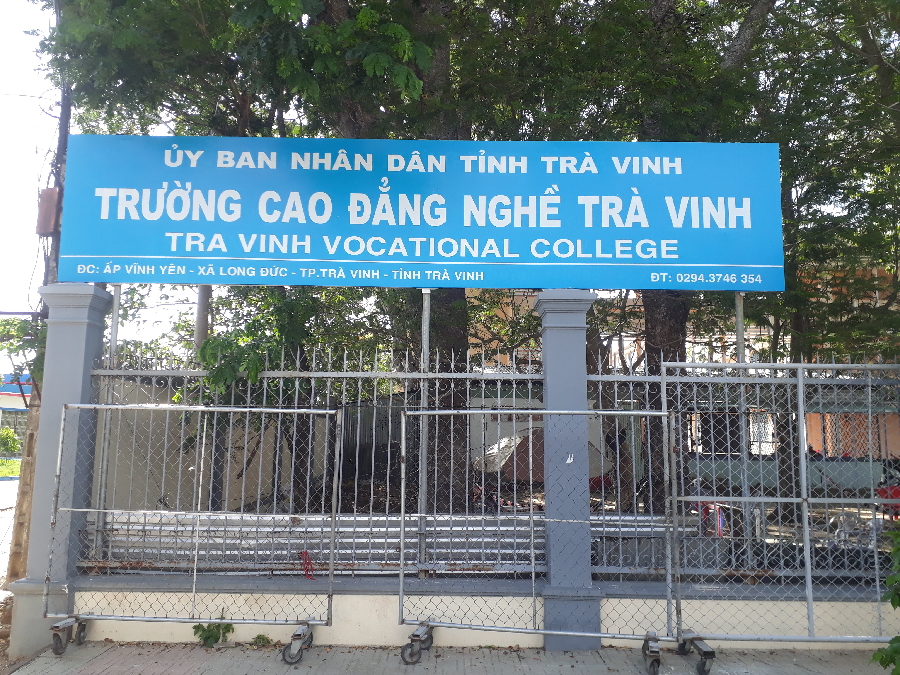 ỦY BAN NHÂN DÂN TỈNH TRÀ VINH
TRƯỜNG CAO ĐẲNG NGHỀ TRÀ VINH
TRA VINH VOCATIONAL COLLEGE
ĐC: ẤP VĨNH YÊN - XÃ LONG ĐỨC - TP.TRÀ VINH - TỈNH TRÀ VINH ĐT: 0294.3746 354